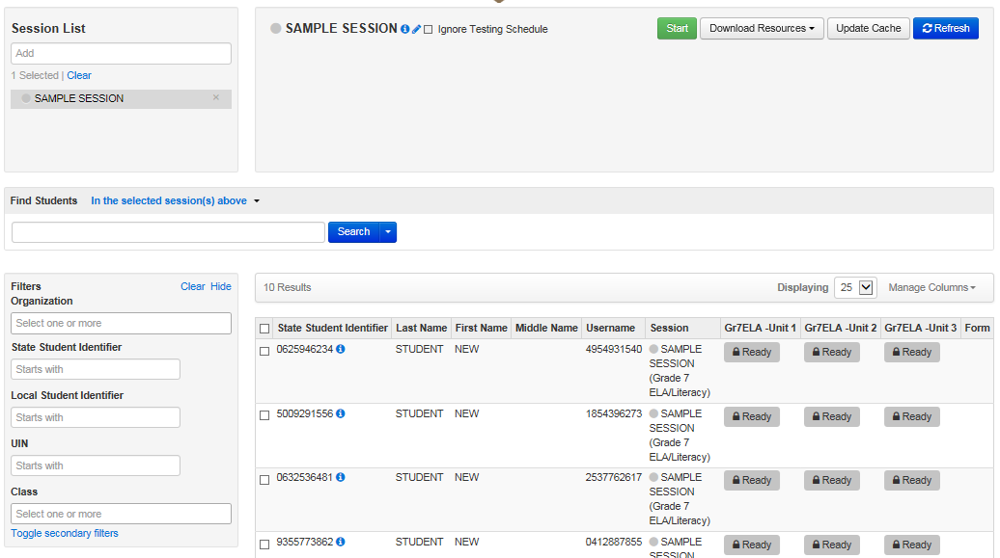 Session List
Add
1 Selected | Clear
SAMPLE SESSION ×
SAMPLE SESSION Ignore Testing Schedule Start Download Resources Update Cache Refresh
Find Students In the selected session(s) above
Search
Filters Clear Hide
Organization
Select one or more
State Student Identifier
Starts with
Local Student Identifier
Starts with
UIN
Starts with
Class
Select one or more
Toggle secondary filters
10 Results Displaying 25 Manage Columns
State Student Identifier Last Name First Name Middle Name Username Session Gr7ELA -Unit 1 Gr7ELA -Unit 2 Gr7ELA -Unit 3 Form
0625946234 STUDENT NEW 4954931540 SAMPLE Ready Ready Ready
SESSION
(Grade 7
ELA/Literacy)
5009291556 STUDENT NEW 1854396273 SAMPLE Ready Ready Ready
SESSION
(Grade 7
ELA/Literacy)
0632536481 STUDENT NEW 2537762617 SAMPLE Ready Ready Ready
SESSION
(Grade 7
ELA/Literacy)
9355773862 STUDENT NEW 0412887855 SAMPLE Ready Ready Ready
SESSION